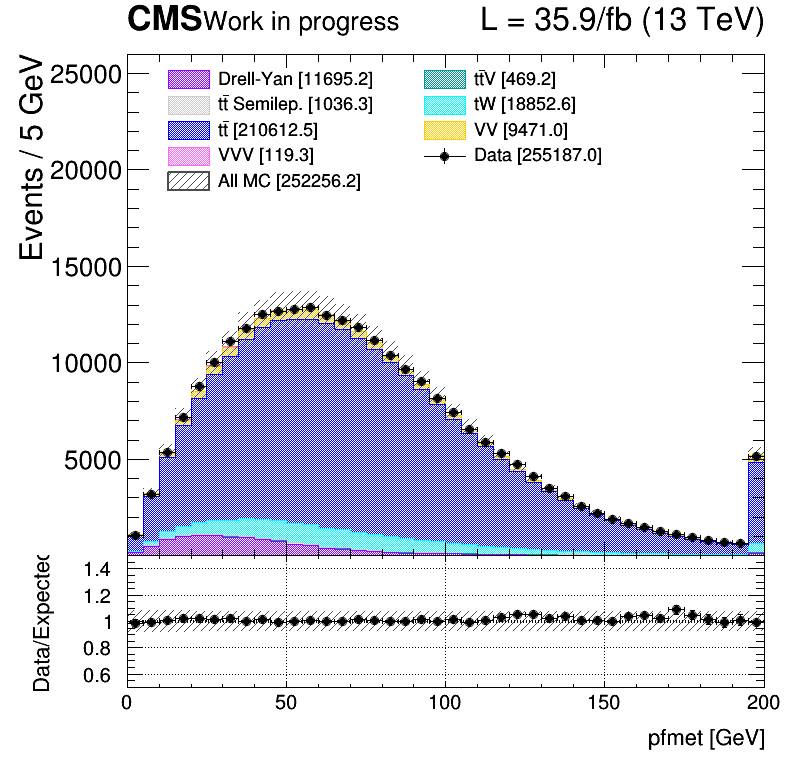 CMS Work in progress L = 35.9/fb (13 TeV)
Events / 5 GeV
25000
20000
15000
10000
5000
Drell-Yan [11695.2]
tt̄ Semilep. [1036.3]
tt̄ [210612.5]
VVV [119.3]
All MC [252256.2]
tt̄V [469.2]
tW [18852.6]
VV [9471.0]
Data [255187.0]
Data/Expected
1.4
1.2
1
0.8
0.6
0 50 100 150 200
pfmet [GeV]